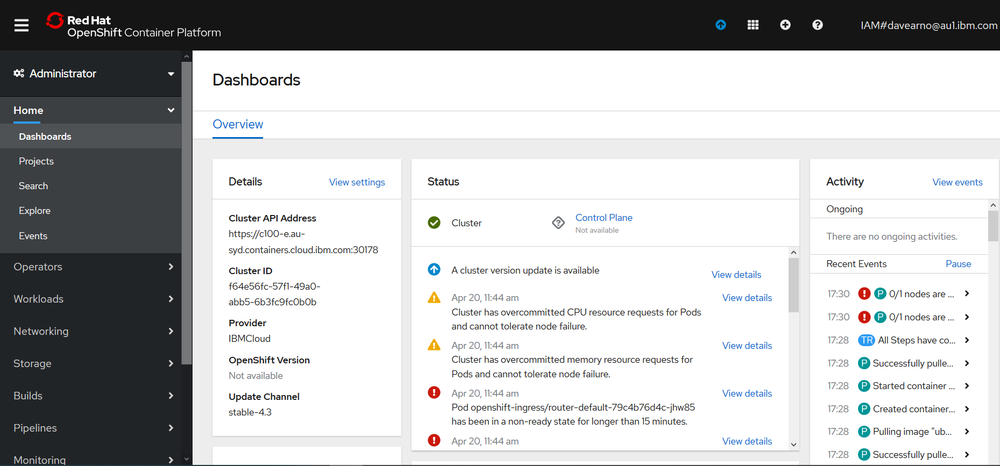 Red Hat
OpenShift Container Platform
IAM#davearno@au1.ibm.com
Administrator
Home
Dashboards
Projects
Search
Explore
Events
Operators
Workloads
Networking
Storage
Builds
Pipelines
Monitoring
Dashboards
Overview
Details
View settings
Cluster API Address
https://c100-e.au-
syd.containers.cloud.ibm.com:30178
Cluster ID
f64e56fc-57f1-49a0-
abb5-6b3fc9fc0b0b
Provider
IBMCloud
OpenShift Version
Not available
Update Channel
stable-4.3
Status
Cluster
Control Plane
Not available
A cluster version update is available
View details
Apr 20, 11:44 am
View details
Cluster has overcommitted CPU resource requests for Pods
and cannot tolerate node failure.
Apr 20, 11:44 am
View details
Cluster has overcommitted memory resource requests for
Pods and cannot tolerate node failure.
Apr 20, 11:44 am
View details
Pod openshift-ingress/router-default-79c4b76d4c-jhw85
has been in a non-ready state for longer than 15 minutes.
Apr 20, 11:44 am
View details
Activity
View events
Ongoing
There are no ongoing activities.
Recent Events
Pause
17:30 P 0/1 nodes are ...
17:30 P 0/1 nodes are ...
17:28 TR All Steps have co...
17:28 P Successfully pulle...
17:28 P Started container ...
17:28 P Created container...
17:28 P Pulling image "ub...
17:28 P Successfully pulle...